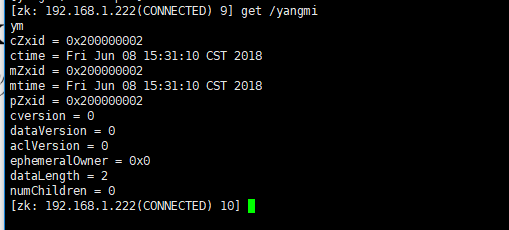 [zk: 192.168.1.222(CONNECTED) 9] get /yangmi
ym
cZxid = 0x200000002
ctime = Fri Jun 08 15:31:10 CST 2018
mZxid = 0x200000002
mtime = Fri Jun 08 15:31:10 CST 2018
pZxid = 0x200000002
cversion = 0
dataVersion = 0
aclVersion = 0
ephemeralOwner = 0x0
dataLength = 2
numChildren = 0
[zk: 192.168.1.222(CONNECTED) 10]